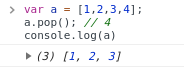 var a = [1,2,3,4];
a.pop(); // 4
console.log(a)
(3) [1, 2, 3]